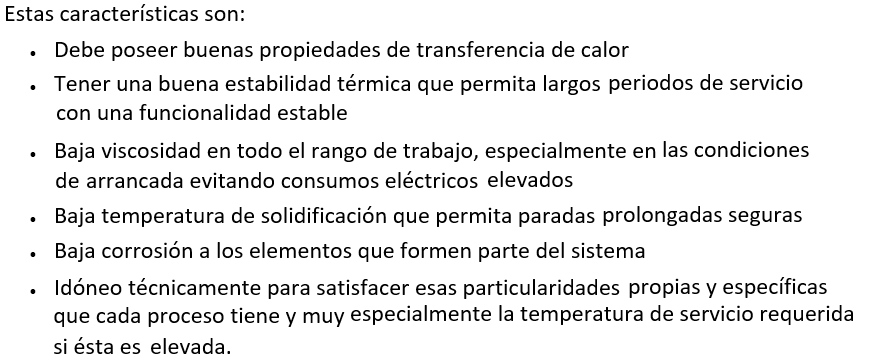 Estas características son:
• Debe poseer buenas propiedades de transferencia de calor
• Tener una buena estabilidad térmica que permita largos periodos de servicio
con una funcionalidad estable
• Baja viscosidad en todo el rango de trabajo, especialmente en las condiciones
de arrancada evitando consumos eléctricos elevados
• Baja temperatura de solidificación que permita paradas prolongadas seguras
• Baja corrosión a los elementos que formen parte del sistema
• Idóneo técnicamente para satisfacer esas particularidades propias y específicas
que cada proceso tiene y muy especialmente la temperatura de servicio requerida
si ésta es elevada.